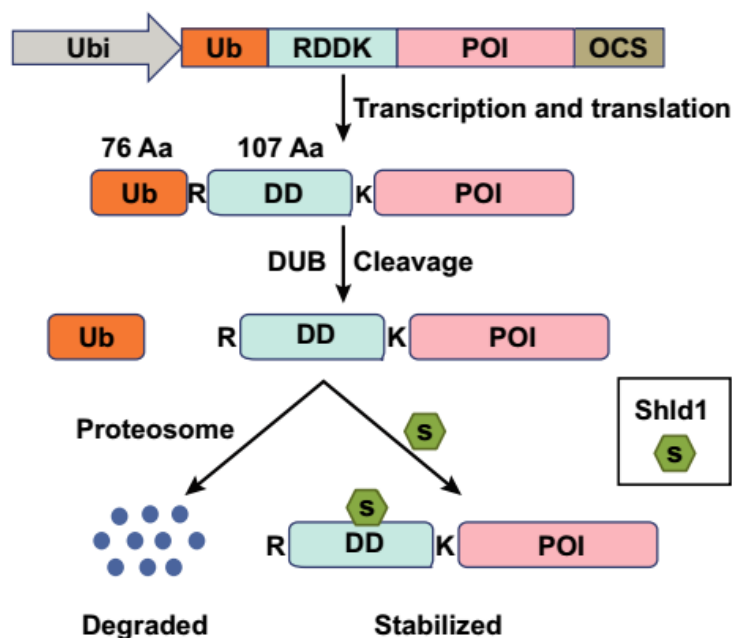 Ubi Ub RDDK POI OCS
Transcription and translation
76 Aa 107 Aa
Ub R DD K POI
DUB Cleavage
Ub R DD K POI
Proteosome S
Shld1
S
S
R DD K POI
Degraded Stabilized